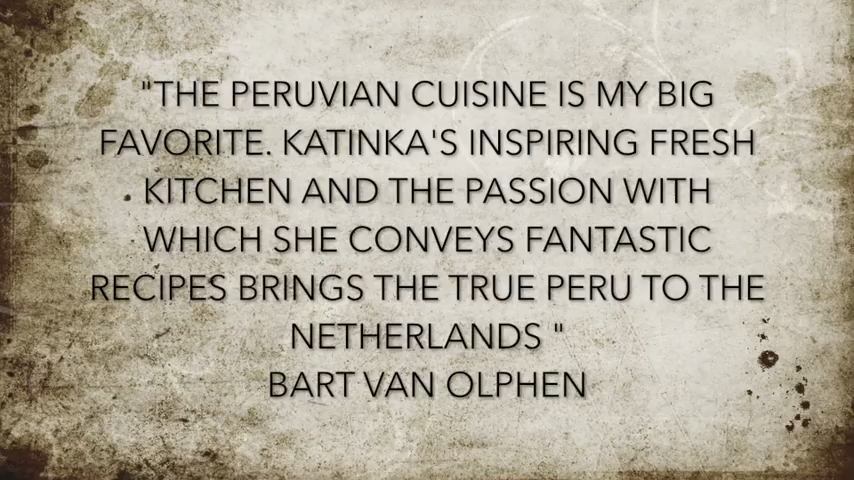 "THE PERUVIAN CUISINE IS MY BIG
FAVORITE. KATINKA'S INSPIRING FRESH
KITCHEN AND THE PASSION WITH
WHICH SHE CONVEYS FANTASTIC
RECIPES BRINGS THE TRUE PERU TO THE
NETHERLANDS "
BART VAN OLPHEN